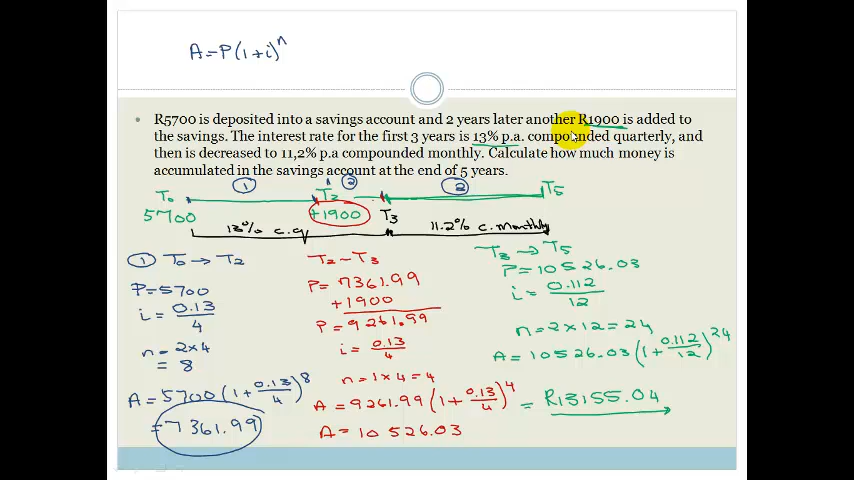 A=P(1+i)^n
R5700 is deposited into a savings account and 2 years later another R1900 is added to
the savings. The interest rate for the first 3 years is 13% p.a. compounded quarterly, and
then is decreased to 11,2% p.a compounded monthly. Calculate how much money is
accumulated in the savings account at the end of 5 years.
1 2 2
T0 T2 T5
5700 +1900 T3
13% c.q 11.2% c.monthly
1 T0 → T2
P=5700
i = 0.13/4
n = 2×4
= 8
A = 5700(1+0.13/4)^8
=7361.99
T2 - T3
P= 7361.99
+1900
P= 9261.99
i = 0.13/4
n = 1×4 = 4
A = 9261.99(1+0.13/4)^4
A = 10526.03
T3 → T5
P= 10526.03
i = 0.112/12
n = 2×12 = 24
A= 10526.03(1+0.112/12)^24
= R13155.04